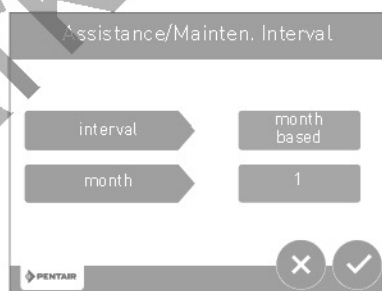 Assistance/Mainten. Interval
interval
month
based
month
1
PENTAIR